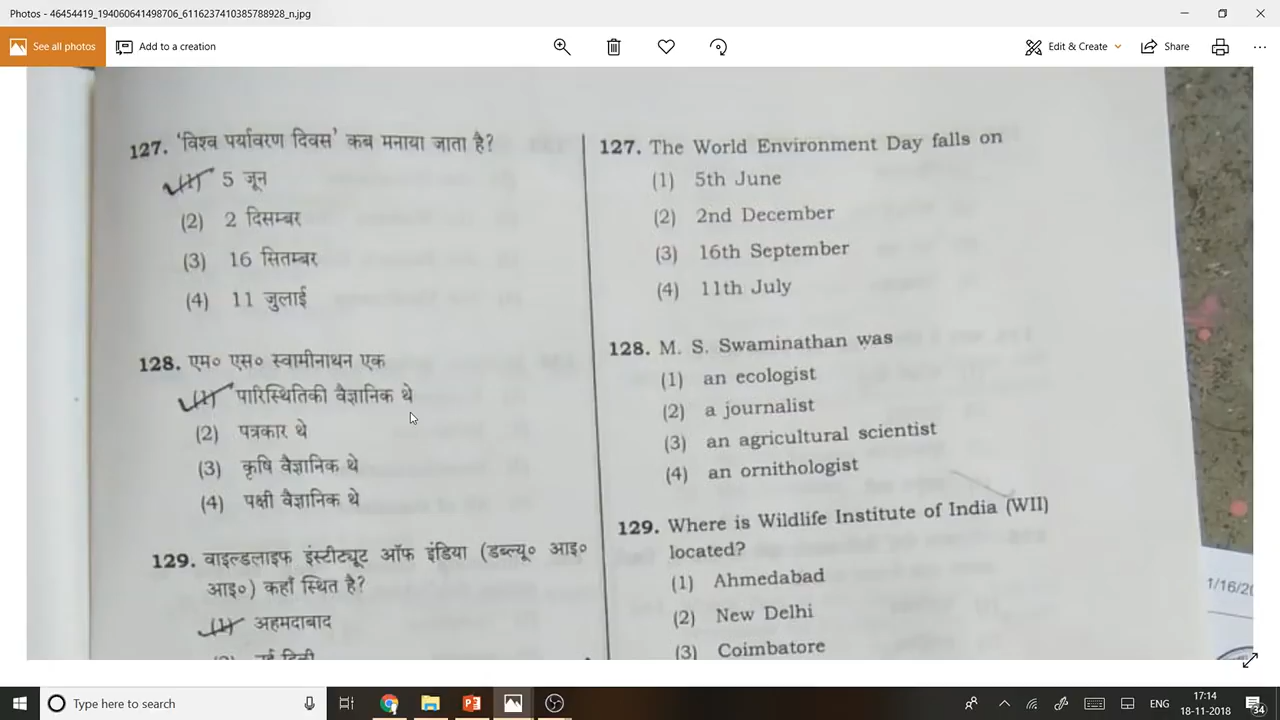 Photos - 46454419_194060641498706_6116237410385788928_n.jpg
See all photos
Add to a creation
Edit & Create
Share
127. 'विश्व पर्यावरण दिवस' कब मनाया जाता है?
(1) 5 जून
(2) 2 दिसम्बर
(3) 16 सितम्बर
(4) 11 जुलाई
128. एम० एस० स्वामीनाथन एक
(1) पारिस्थितिकी वैज्ञानिक थे
(2) पत्रकार थे
(3) कृषि वैज्ञानिक थे
(4) पक्षी वैज्ञानिक थे
129. वाइल्डलाइफ इंस्टीट्यूट ऑफ इंडिया (डब्ल्यू० आइ०
आइ०) कहाँ स्थित है?
(1) अहमदाबाद
127. The World Environment Day falls on
(1) 5th June
(2) 2nd December
(3) 16th September
(4) 11th July
128. M. S. Swaminathan was
(1) an ecologist
(2) a journalist
(3) an agricultural scientist
(4) an ornithologist
129. Where is Wildlife Institute of India (WII)
located?
(1) Ahmedabad
(2) New Delhi
(3) Coimbatore
1/16/20
Type here to search
ENG
17:14
18-11-2018
34